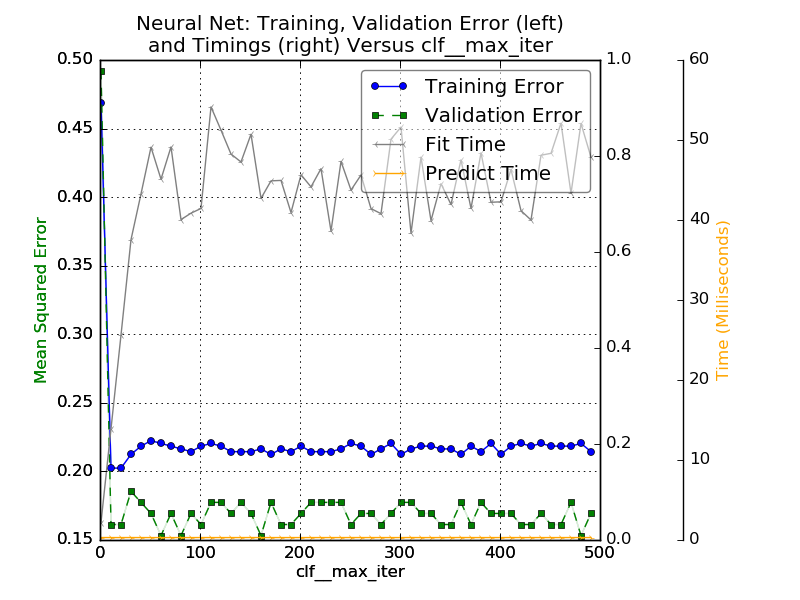 Neural Net: Training, Validation Error (left)
and Timings (right) Versus clf__max_iter
Training Error
Validation Error
Fit Time
Predict Time
Mean Squared Error
0.50
0.45
0.40
0.35
0.30
0.25
0.20
0.15
1.0
0.8
0.6
0.4
0.2
0.0
60
50
40
30
20
10
0
Time (Milliseconds)
0 100 200 300 400 500
clf__max_iter